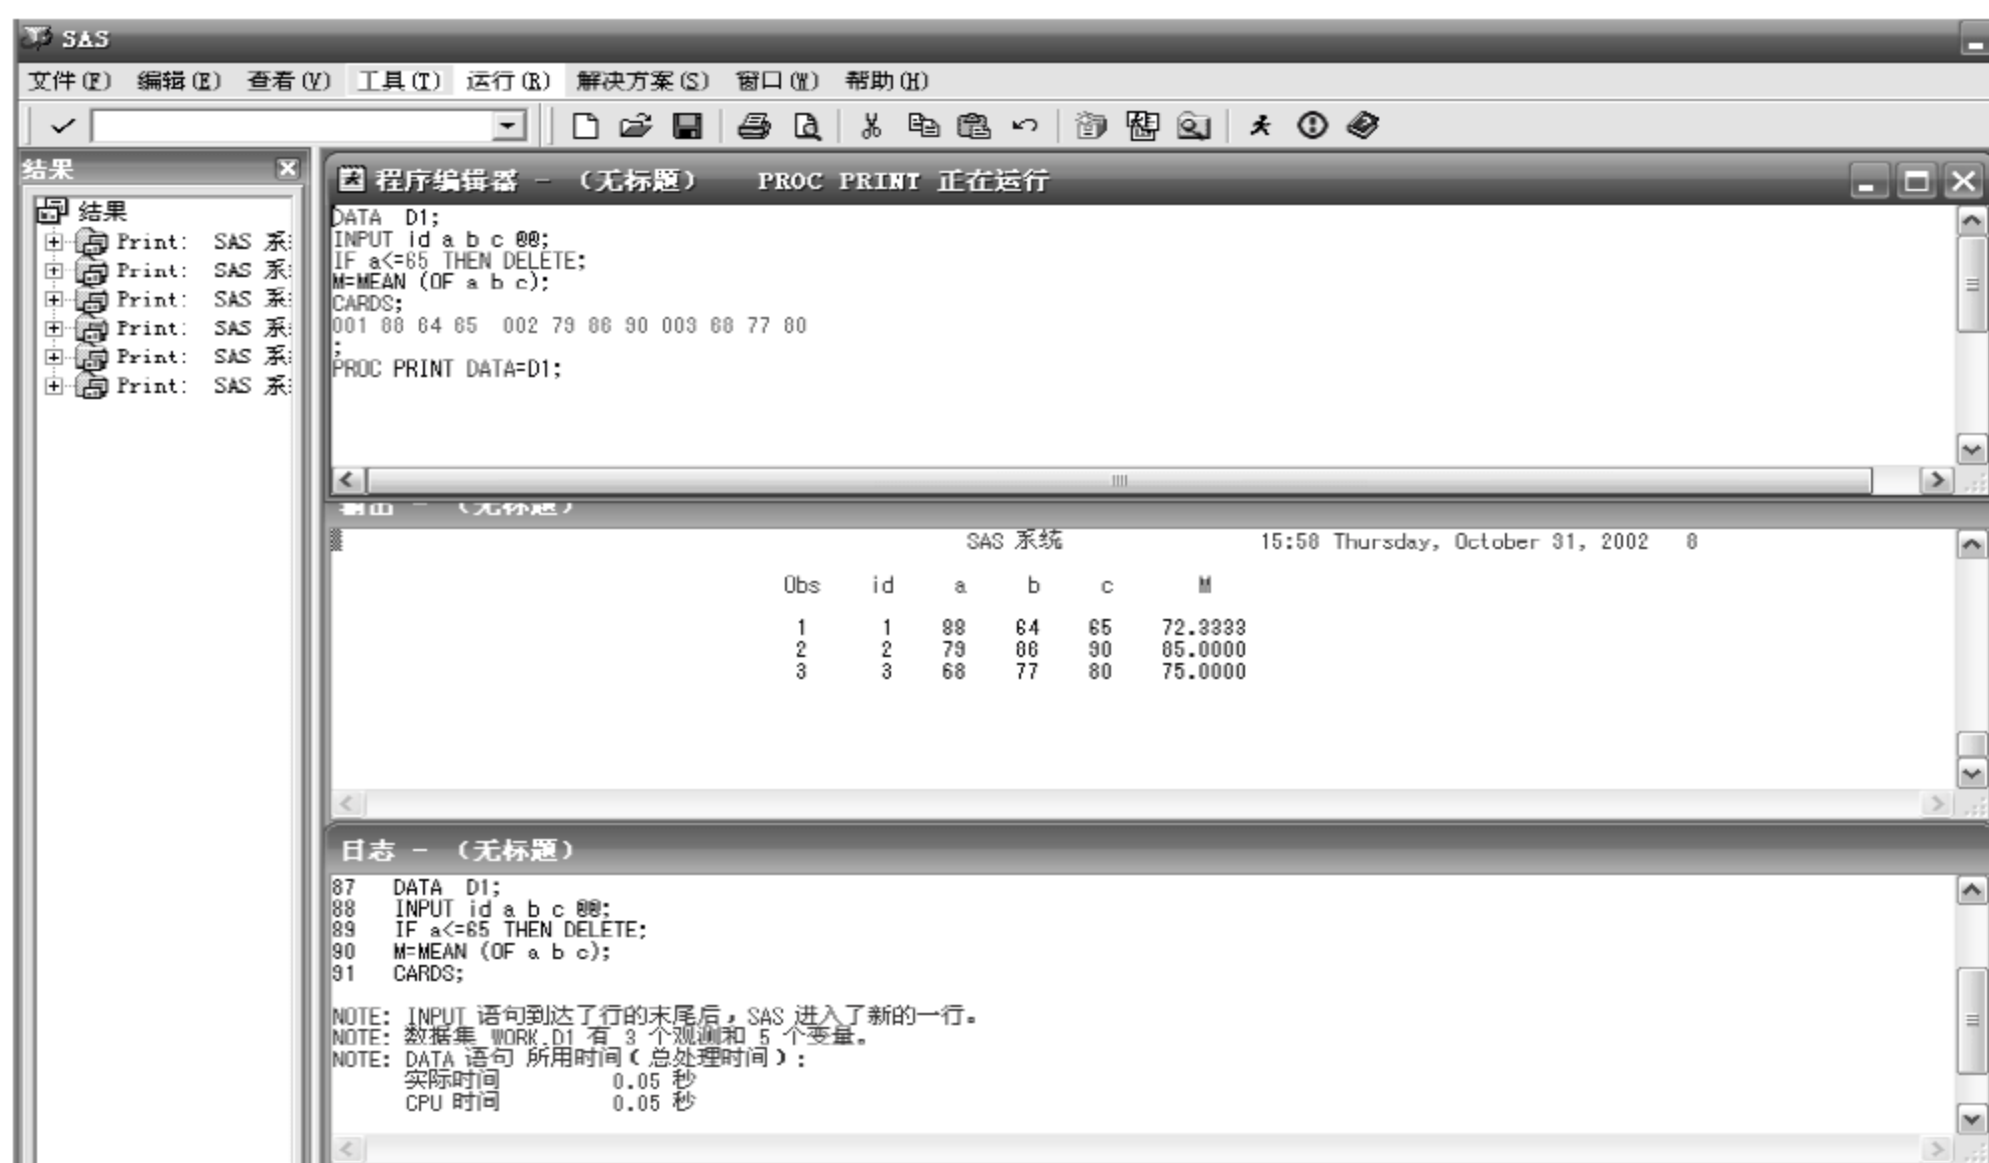 SAS
文件(F) 编辑(E) 查看(V) 工具(T) 运行(R) 解决方案(S) 窗口(W) 帮助(H)
结果
结果
Print: SAS 系
Print: SAS 系
Print: SAS 系
Print: SAS 系
Print: SAS 系
Print: SAS 系
程序编辑器 - (无标题) PROC PRINT 正在运行
DATA D1;
INPUT id a b c @@;
IF a<=65 THEN DELETE;
M=MEAN (OF a b c);
CARDS;
001 88 64 65 002 79 86 90 003 68 77 80
;
PROC PRINT DATA=D1;
输出 - (无标题)
SAS 系统 15:58 Thursday, October 31, 2002 8
Obs id a b c M
1 1 88 64 65 72.3333
2 2 79 86 90 85.0000
3 3 68 77 80 75.0000
日志 - (无标题)
87 DATA D1;
88 INPUT id a b c @@;
89 IF a<=65 THEN DELETE;
90 M=MEAN (OF a b c);
91 CARDS;
NOTE: INPUT 语句到达了行的末尾后,SAS 进入了新的一行。
NOTE: 数据集 WORK.D1 有 3 个观测和 5 个变量。
NOTE: DATA 语句 所用时间(总处理时间):
实际时间 0.05 秒
CPU 时间 0.05 秒